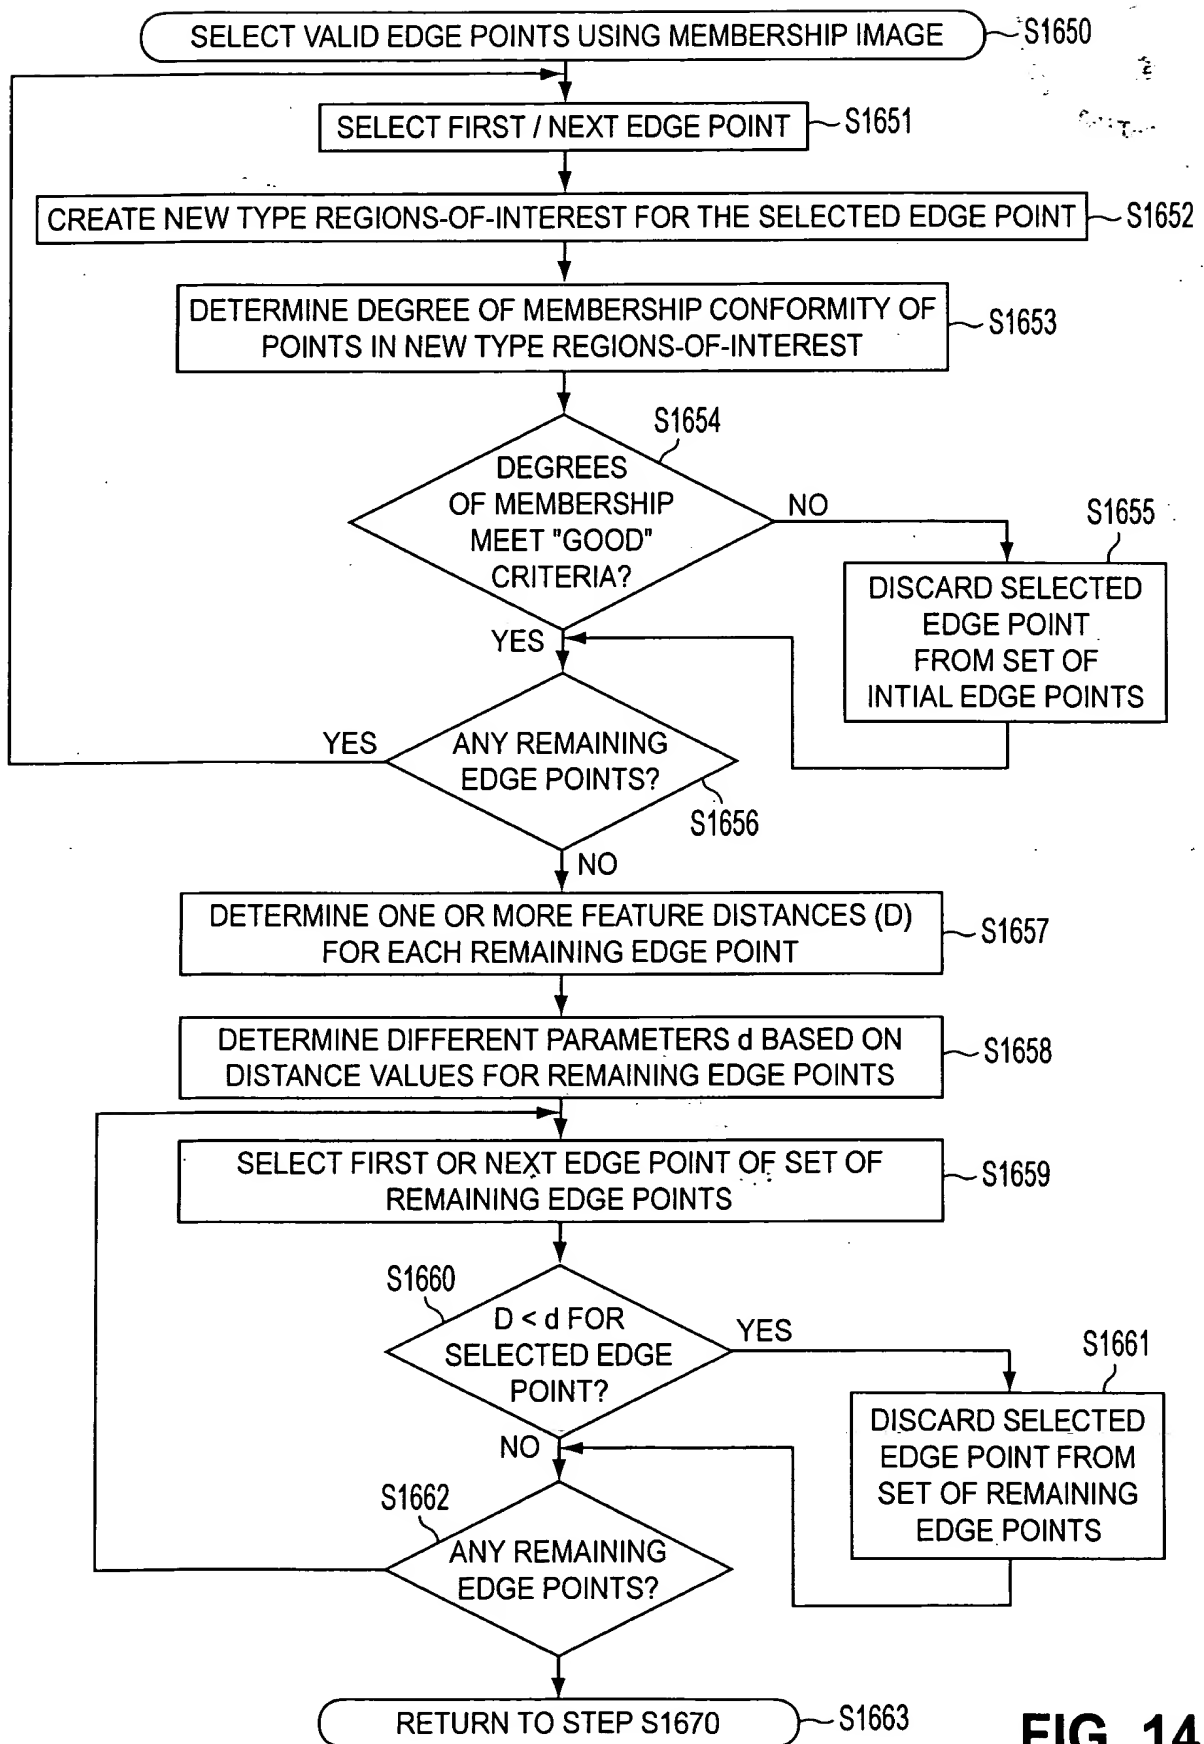 SELECT VALID EDGE POINTS USING MEMBERSHIP IMAGE
S1650
SELECT FIRST / NEXT EDGE POINT
S1651
CREATE NEW TYPE REGIONS-OF-INTEREST FOR THE SELECTED EDGE POINT
S1652
DETERMINE DEGREE OF MEMBERSHIP CONFORMITY OF
POINTS IN NEW TYPE REGIONS-OF-INTEREST
S1653
S1654
DEGREES
OF MEMBERSHIP
MEET "GOOD"
CRITERIA?
NO
S1655
DISCARD SELECTED
EDGE POINT
FROM SET OF
INTIAL EDGE POINTS
YES
YES
ANY REMAINING
EDGE POINTS?
S1656
NO
DETERMINE ONE OR MORE FEATURE DISTANCES (D)
FOR EACH REMAINING EDGE POINT
S1657
DETERMINE DIFFERENT PARAMETERS d BASED ON
DISTANCE VALUES FOR REMAINING EDGE POINTS
S1658
SELECT FIRST OR NEXT EDGE POINT OF SET OF
REMAINING EDGE POINTS
S1659
S1660
D < d FOR
SELECTED EDGE
POINT?
YES
S1661
DISCARD SELECTED
EDGE POINT FROM
SET OF REMAINING
EDGE POINTS
NO
S1662
ANY REMAINING
EDGE POINTS?
RETURN TO STEP S1670
S1663
FIG. 14